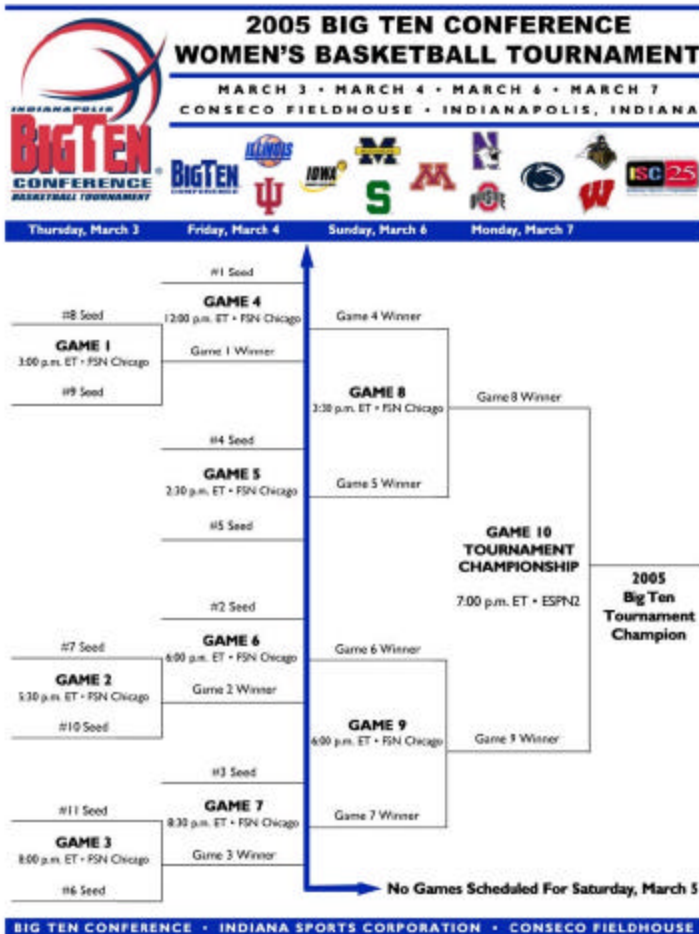 2005 BIG TEN CONFERENCE
WOMEN'S BASKETBALL TOURNAMENT
MARCH 3 • MARCH 4 • MARCH 6 • MARCH 7
CONSECO FIELDHOUSE • INDIANAPOLIS, INDIANA
INDIANAPOLIS
BIG TEN
CONFERENCE
BASKETBALL TOURNAMENT
BIG TEN
CONFERENCE
ILLINOIS
IOWA
OHIO STATE
ISC 25
Thursday, March 3
Friday, March 4
Sunday, March 6
Monday, March 7
#8 Seed
GAME 1
3:00 p.m. ET • FSN Chicago
#9 Seed
#7 Seed
GAME 2
5:30 p.m. ET • FSN Chicago
#10 Seed
#11 Seed
GAME 3
8:00 p.m. ET • FSN Chicago
#6 Seed
#1 Seed
GAME 4
12:00 p.m. ET • FSN Chicago
Game 1 Winner
#4 Seed
GAME 5
2:30 p.m. ET • FSN Chicago
#5 Seed
#2 Seed
GAME 6
6:00 p.m. ET • FSN Chicago
Game 2 Winner
#3 Seed
GAME 7
8:30 p.m. ET • FSN Chicago
Game 3 Winner
Game 4 Winner
GAME 8
3:30 p.m. ET • FSN Chicago
Game 5 Winner
Game 6 Winner
GAME 9
6:00 p.m. ET • FSN Chicago
Game 7 Winner
Game 8 Winner
GAME 10
TOURNAMENT
CHAMPIONSHIP
7:00 p.m. ET • ESPN2
Game 9 Winner
2005
Big Ten
Tournament
Champion
No Games Scheduled For Saturday, March 5
BIG TEN CONFERENCE • INDIANA SPORTS CORPORATION • CONSECO FIELDHOUSE